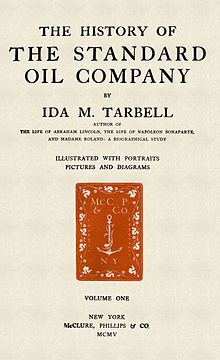 THE HISTORY OF
THE STANDARD
OIL COMPANY
BY
IDA M. TARBELL
AUTHOR OF
THE LIFE OF ABRAHAM LINCOLN, THE LIFE OF NAPOLEON BONAPARTE,
AND MADAME ROLAND: A BIOGRAPHICAL STUDY
ILLUSTRATED WITH PORTRAITS
PICTURES AND DIAGRAMS
McC. P.
& CO
N Y
VOLUME ONE
NEW YORK
McCLURE, PHILLIPS & CO.
MCMV